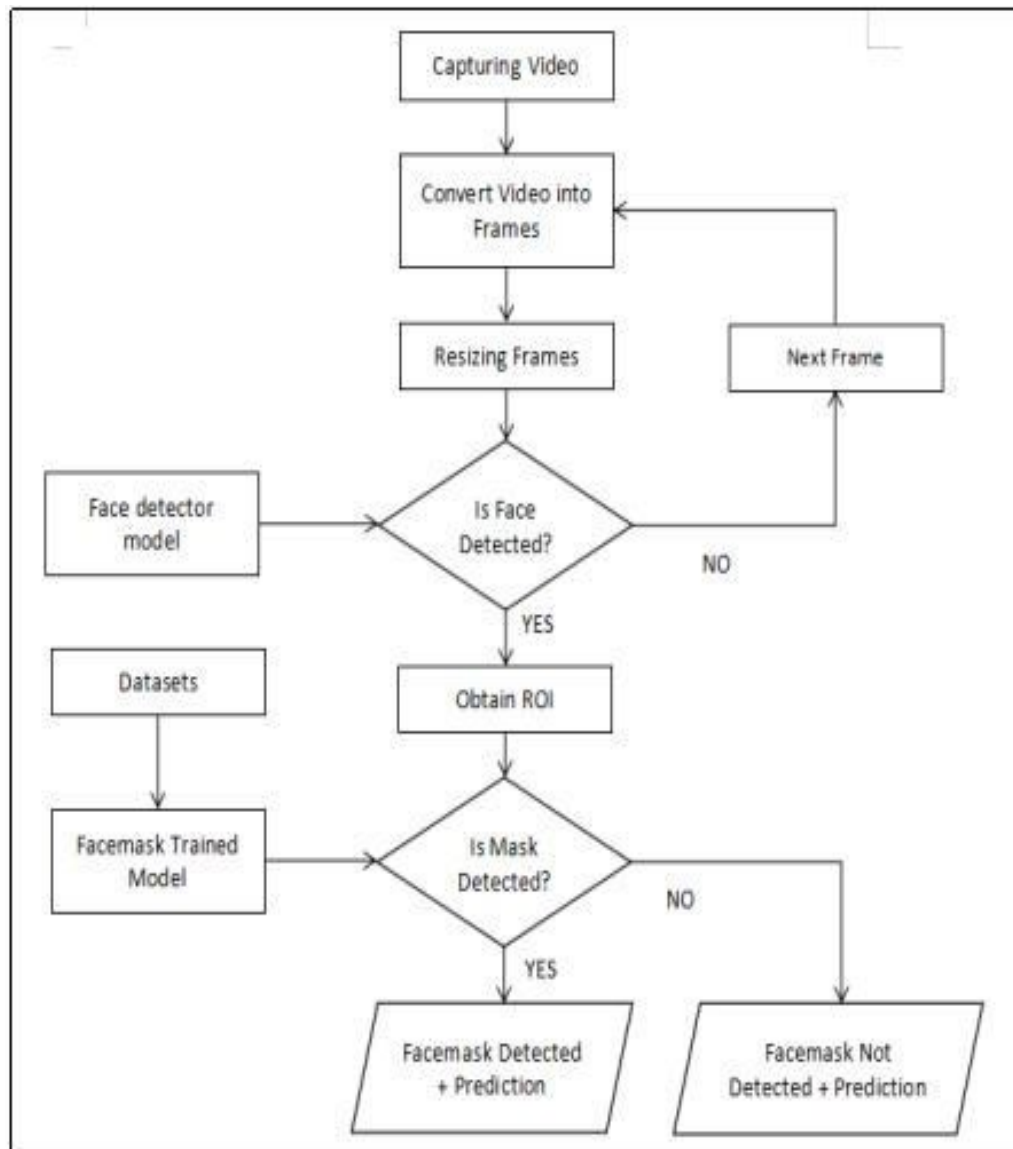 Capturing Video
Convert Video into
Frames
Resizing Frames
Next Frame
Face detector
model
Is Face
Detected?
NO
YES
Datasets
Obtain ROI
Facemask Trained
Model
Is Mask
Detected?
NO
YES
Facemask Detected
+ Prediction
Facemask Not
Detected + Prediction